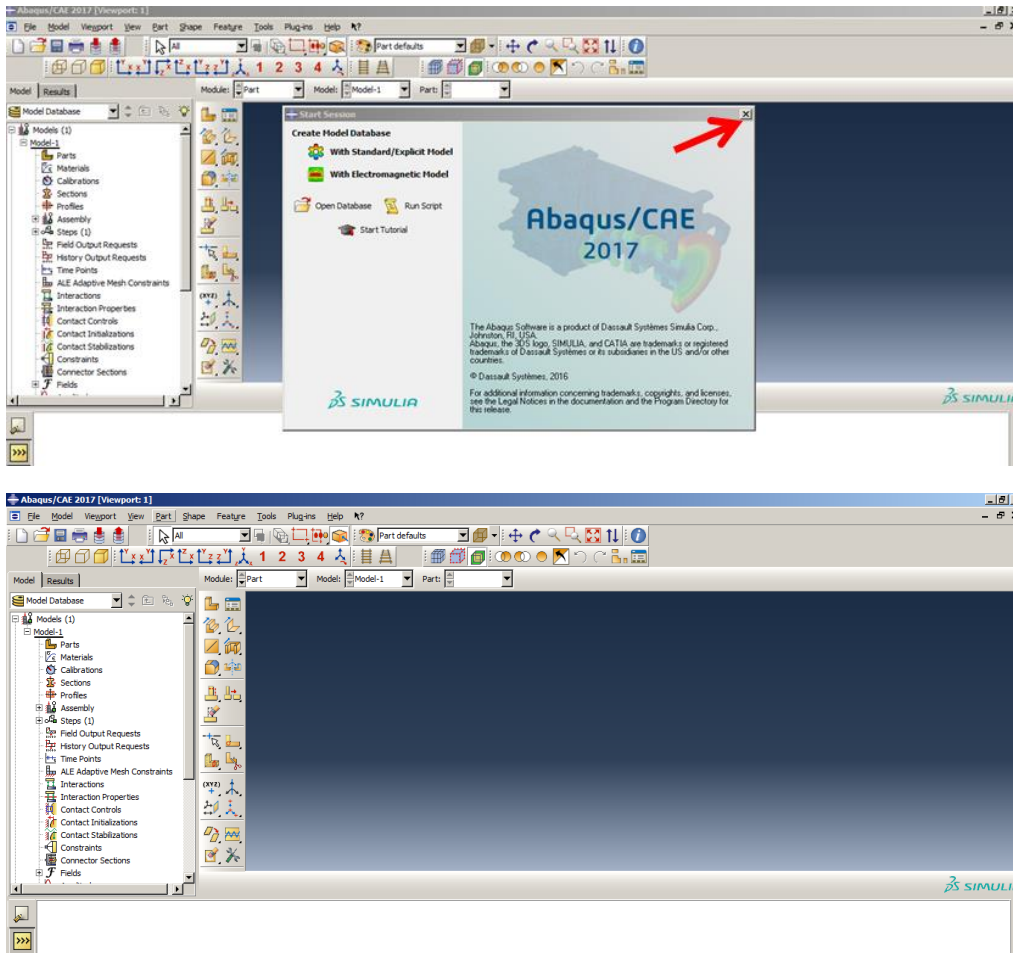 Abaqus/CAE 2017 [Viewport: 1]
File Model Viewport View Part Shape Feature Tools Plug-ins Help
All Part defaults
1 2 3 4
Model Results Module: Part Model: Model-1 Part:
Model Database
Models (1)
Model-1
Parts
Materials
Calibrations
Sections
Profiles
Assembly
Steps (1)
Field Output Requests
History Output Requests
Time Points
ALE Adaptive Mesh Constraints
Interactions
Interaction Properties
Contact Controls
Contact Initializations
Contact Stabilizations
Constraints
Connector Sections
Fields
(XYZ)
Start Session
Create Model Database
With Standard/Explicit Model
With Electromagnetic Model
Open Database Run Script
Start Tutorial
SIMULIA
Abaqus/CAE
2017
The Abaqus Software is a product of Dassault Systèmes Simulia Corp.,
Johnston, RI, USA.
Abaqus, the 3DS logo, SIMULIA, and CATIA are trademarks or registered
trademarks of Dassault Systèmes or its subsidiaries in the US and/or other
countries.
© Dassault Systèmes, 2016
For additional information concerning trademarks, copyrights, and licenses,
see the Legal Notices in the documentation and the Program Directory for
this release.
SIMULI
>>>
Abaqus/CAE 2017 [Viewport: 1]
File Model Viewport View Part Shape Feature Tools Plug-ins Help
All Part defaults
1 2 3 4
Model Results Module: Part Model: Model-1 Part:
Model Database
Models (1)
Model-1
Parts
Materials
Calibrations
Sections
Profiles
Assembly
Steps (1)
Field Output Requests
History Output Requests
Time Points
ALE Adaptive Mesh Constraints
Interactions
Interaction Properties
Contact Controls
Contact Initializations
Contact Stabilizations
Constraints
Connector Sections
Fields
(XYZ)
SIMULI
>>>